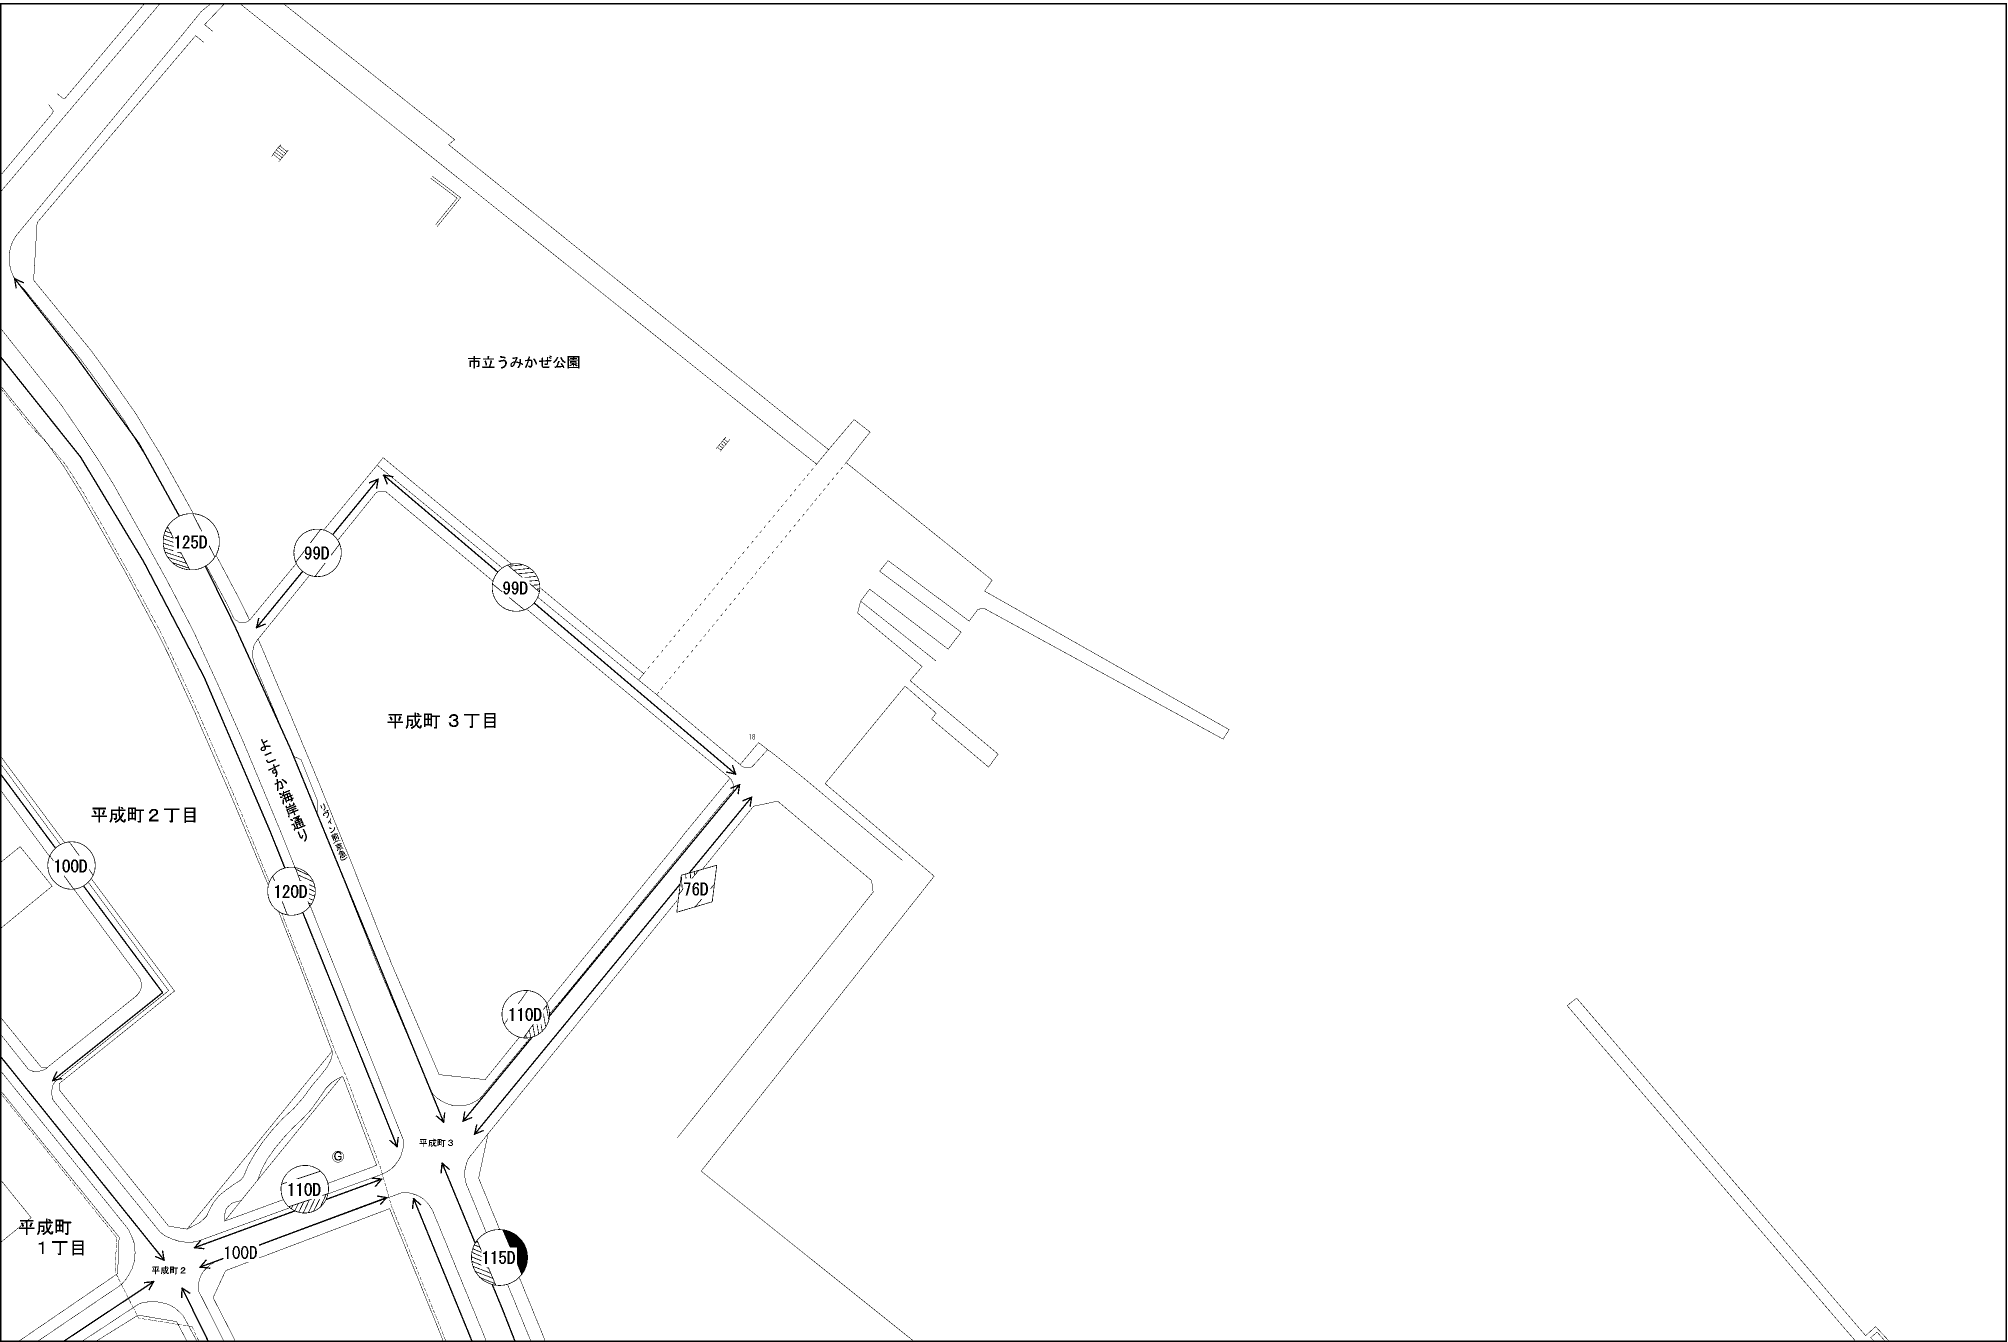 市立うみかぜ公園
125D
99D
99D
平成町３丁目
18
よこすか海岸通り
平成町２丁目
100D
120D
76D
110D
平成町３
G
110D
平成町
１丁目
100D
115D
平成町２